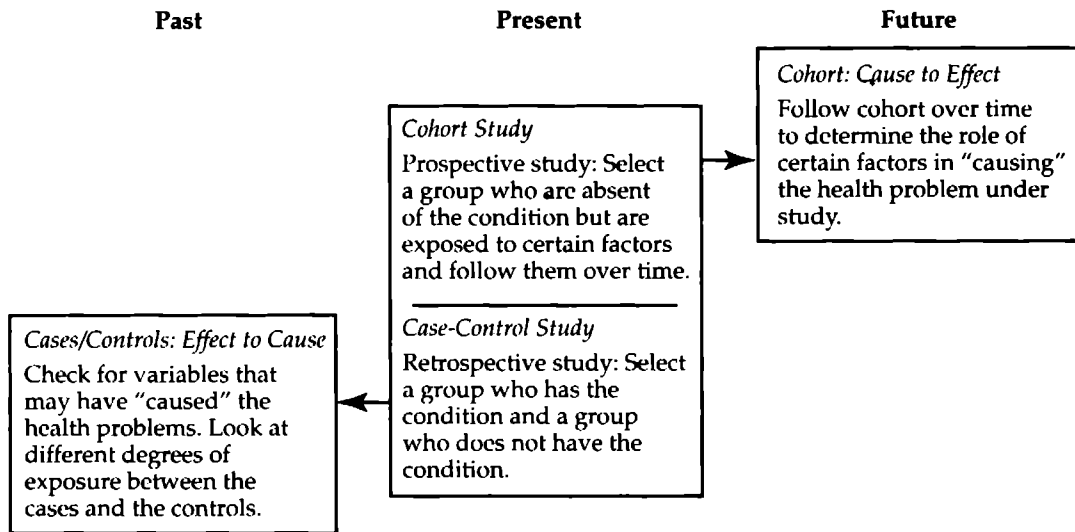 Past Present Future
Cohort: Cause to Effect
Follow cohort over time
to determine the role of
certain factors in “causing”
the health problem under
study.
Cohort Study
Prospective study: Select
a group who are absent
of the condition but are
exposed to certain factors
and follow them over time.
Case-Control Study
Retrospective study: Select
a group who has the
condition and a group
who does not have the
condition.
Cases/Controls: Effect to Cause
Check for variables that
may have “caused” the
health problems. Look at
different degrees of
exposure between the
cases and the controls.